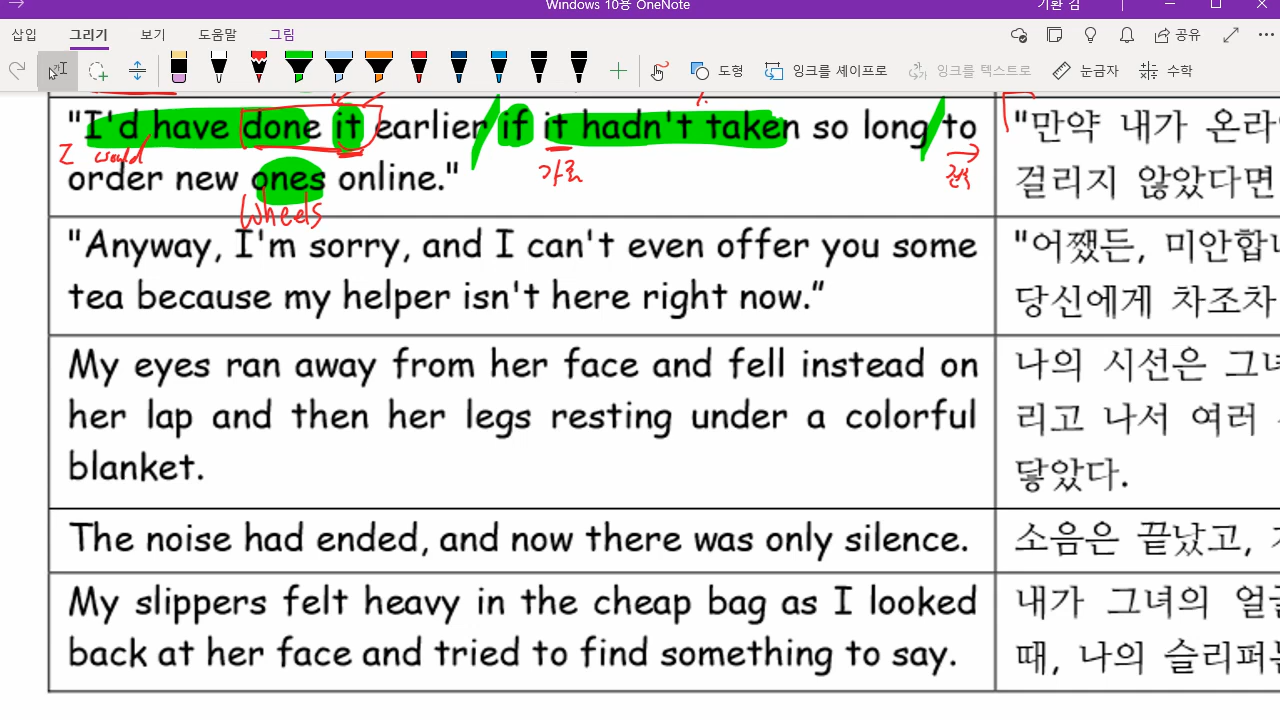 Windows 10용 OneNote
기환 김
삽입 그리기 보기 도움말 그림 공유
도형 잉크를 셰이프로 잉크를 텍스트로 눈금자 수학
"I'd have done it earlier if it hadn't taken so long to
I would 가로
order new ones online."
wheels
"Anyway, I'm sorry, and I can't even offer you some
tea because my helper isn't here right now.”
My eyes ran away from her face and fell instead on
her lap and then her legs resting under a colorful
blanket.
The noise had ended, and now there was only silence.
My slippers felt heavy in the cheap bag as I looked
back at her face and tried to find something to say.
"만약 내가 온라
걸리지 않았다면
"어쨌든, 미안합니
당신에게 차조차
나의 시선은 그녀
리고 나서 여러
닿았다.
소음은 끝났고,
내가 그녀의 얼굴
때, 나의 슬리퍼는